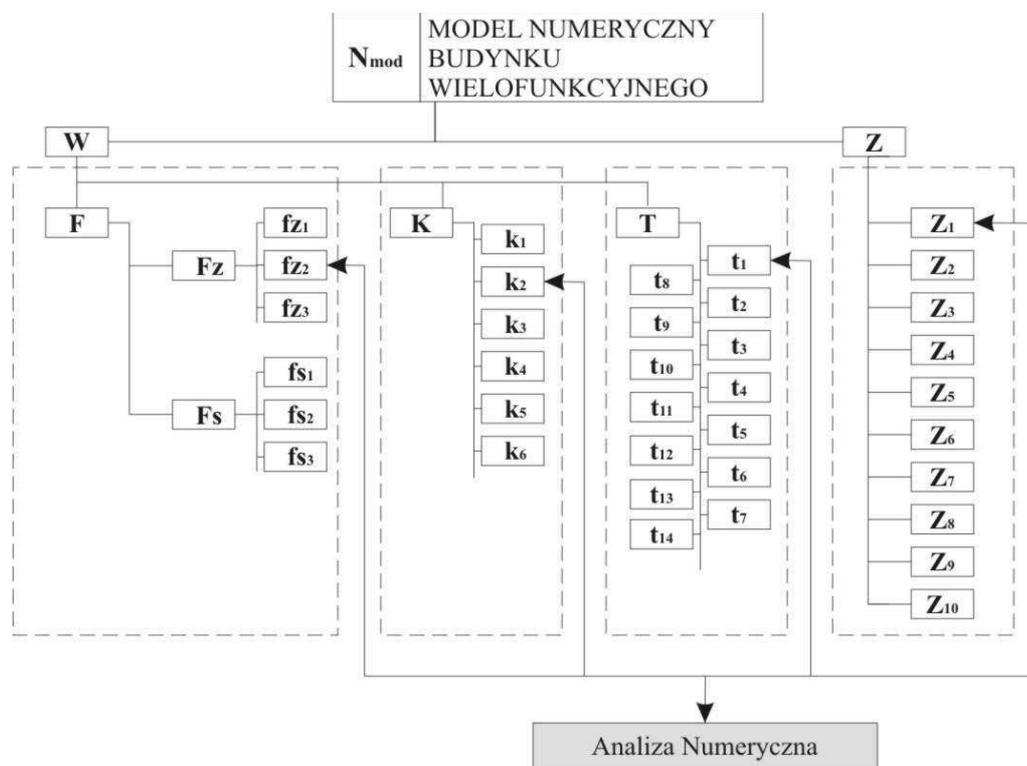 N mod
MODEL NUMERYCZNY
BUDYNKU
WIELOFUNKCYJNEGO
W
Z
F
Fz
fz1
fz2
fz3
Fs
fs1
fs2
fs3
K
k1
k2
k3
k4
k5
k6
T
t1
t8
t2
t9
t3
t10
t4
t11
t5
t12
t6
t13
t7
t14
Z1
Z2
Z3
Z4
Z5
Z6
Z7
Z8
Z9
Z10
Analiza Numeryczna